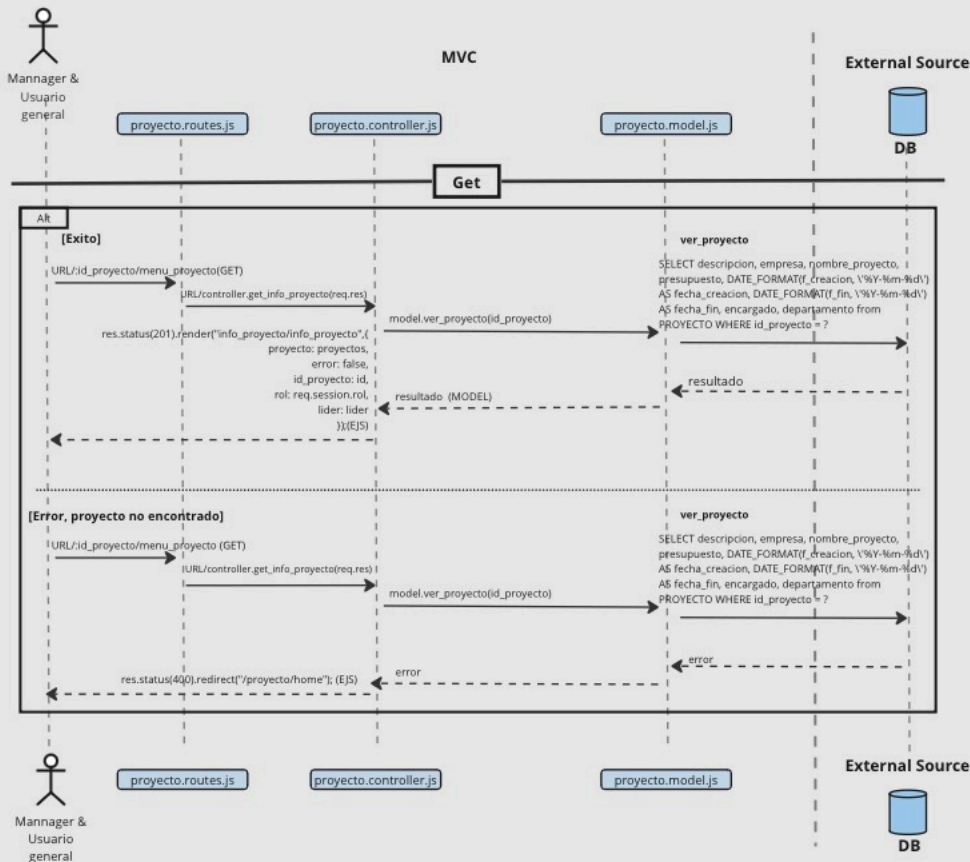 MVC
External Source
Mannager &
Usuario
general
proyecto.routes.js
proyecto.controller.js
proyecto.model.js
DB
Get
Alt
[Exito]
ver_proyecto
URL/:id_proyecto/menu_proyecto(GET)
SELECT descripcion, empresa, nombre_proyecto,
presupuesto, DATE_FORMAT(f_creacion, \'%Y-%m-%d\')
AS fecha_creacion, DATE_FORMAT(f_fin, \'%Y-%m-%d\')
AS fecha_fin, encargado, departamento from
PROYECTO WHERE id_proyecto = ?
URL/controller.get_info_proyecto(req.res)
model.ver_proyecto(id_proyecto)
res.status(201).render("info_proyecto/info_proyecto",{
proyecto: proyectos,
error: false,
id_proyecto: id,
rol: req.session.rol,
lider: lider
});(EJS)
resultado
resultado (MODEL)
[Error, proyecto no encontrado]
ver_proyecto
URL/:id_proyecto/menu_proyecto (GET)
SELECT descripcion, empresa, nombre_proyecto,
presupuesto, DATE_FORMAT(f_creacion, \'%Y-%m-%d\')
AS fecha_creacion, DATE_FORMAT(f_fin, \'%Y-%m-%d\')
AS fecha_fin, encargado, departamento from
PROYECTO WHERE id_proyecto = ?
URL/controller.get_info_proyecto(req.res)
model.ver_proyecto(id_proyecto)
error
error
res.status(400).redirect("/proyecto/home"); (EJS)
External Source
proyecto.routes.js
proyecto.controller.js
proyecto.model.js
Mannager &
Usuario
general
DB